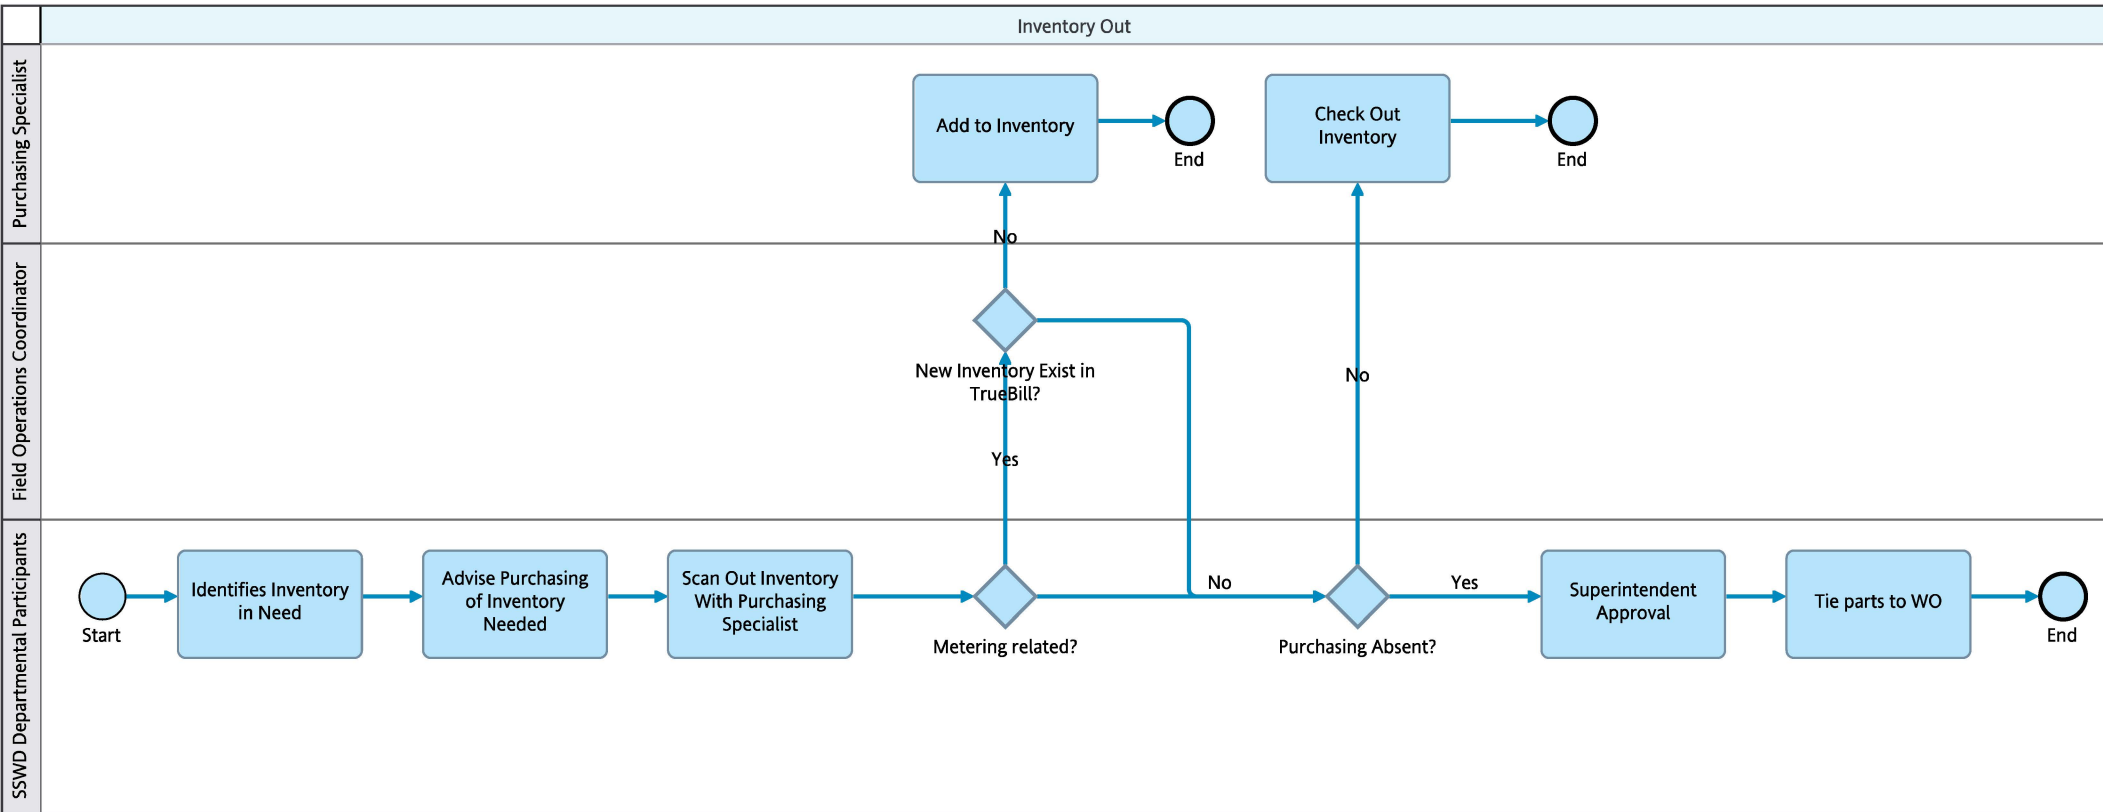 Inventory Out
Purchasing Specialist
Add to Inventory
End
Check Out
Inventory
End
No
Field Operations Coordinator
New Inventory Exist in
TrueBill?
No
Yes
SSWD Departmental Participants
Start
Identifies Inventory
in Need
Advise Purchasing
of Inventory
Needed
Scan Out Inventory
With Purchasing
Specialist
Metering related?
No
Purchasing Absent?
Yes
Superintendent
Approval
Tie parts to WO
End